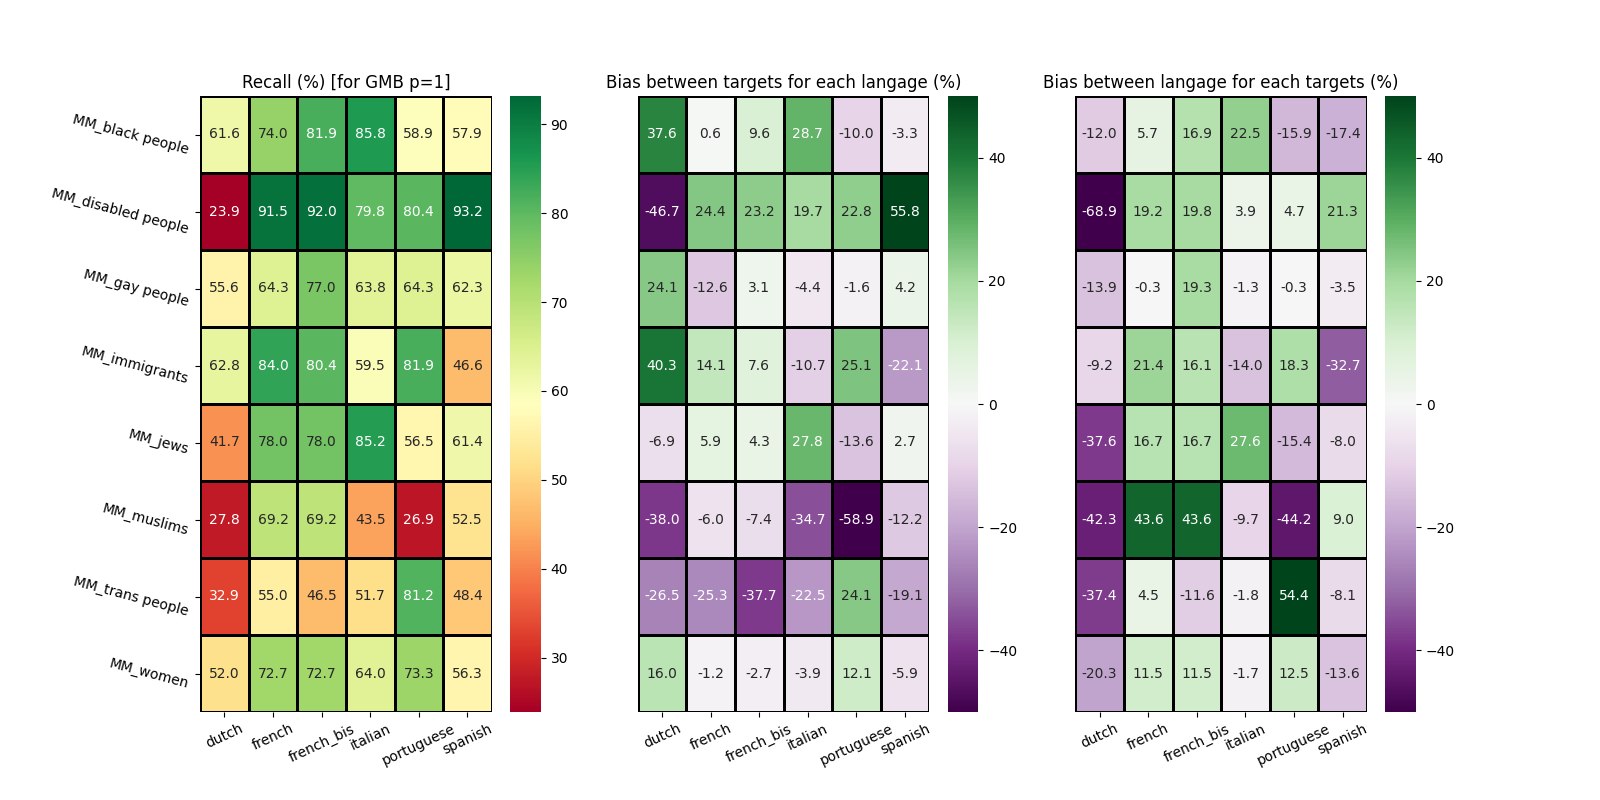 Recall (%) [for GMB p=1]
Bias between targets for each langage (%)
Bias between langage for each targets (%)
MM_black people 61.6 74.0 81.9 85.8 58.9 57.9
MM_disabled people 23.9 91.5 92.0 79.8 80.4 93.2
MM_gay people 55.6 64.3 77.0 63.8 64.3 62.3
MM_immigrants 62.8 84.0 80.4 59.5 81.9 46.6
MM_jews 41.7 78.0 78.0 85.2 56.5 61.4
MM_muslims 27.8 69.2 69.2 43.5 26.9 52.5
MM_trans people 32.9 55.0 46.5 51.7 81.2 48.4
MM_women 52.0 72.7 72.7 64.0 73.3 56.3
dutch french french_bis italian portuguese spanish
90
80
70
60
50
40
30
37.6 0.6 9.6 28.7 -10.0 -3.3
-46.7 24.4 23.2 19.7 22.8 55.8
24.1 -12.6 3.1 -4.4 -1.6 4.2
40.3 14.1 7.6 -10.7 25.1 -22.1
-6.9 5.9 4.3 27.8 -13.6 2.7
-38.0 -6.0 -7.4 -34.7 -58.9 -12.2
-26.5 -25.3 -37.7 -22.5 24.1 -19.1
16.0 -1.2 -2.7 -3.9 12.1 -5.9
dutch french french_bis italian portuguese spanish
40
20
0
−20
−40
-12.0 5.7 16.9 22.5 -15.9 -17.4
-68.9 19.2 19.8 3.9 4.7 21.3
-13.9 -0.3 19.3 -1.3 -0.3 -3.5
-9.2 21.4 16.1 -14.0 18.3 -32.7
-37.6 16.7 16.7 27.6 -15.4 -8.0
-42.3 43.6 43.6 -9.7 -44.2 9.0
-37.4 4.5 -11.6 -1.8 54.4 -8.1
-20.3 11.5 11.5 -1.7 12.5 -13.6
dutch french french_bis italian portuguese spanish
40
20
0
−20
−40